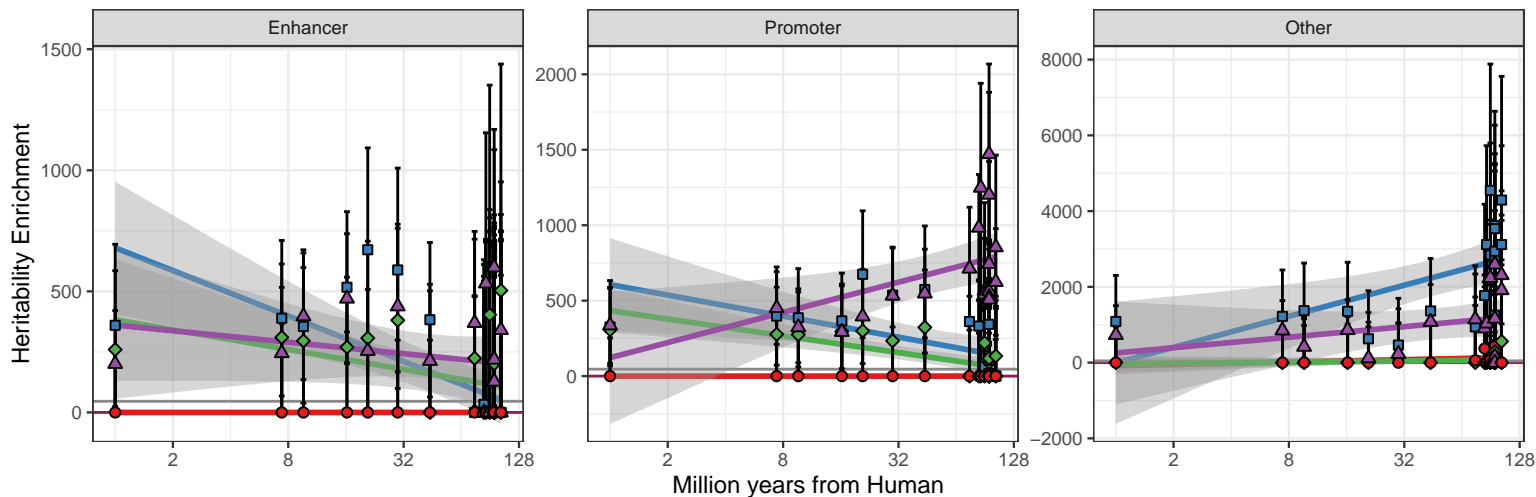 Enhancer
Promoter
Other
Heritability Enrichment
1500
1000
500
0
2000
1500
1000
500
0
8000
6000
4000
2000
0
−2000
2 8 32 128
2 8 32 128
2 8 32 128
Million years from Human